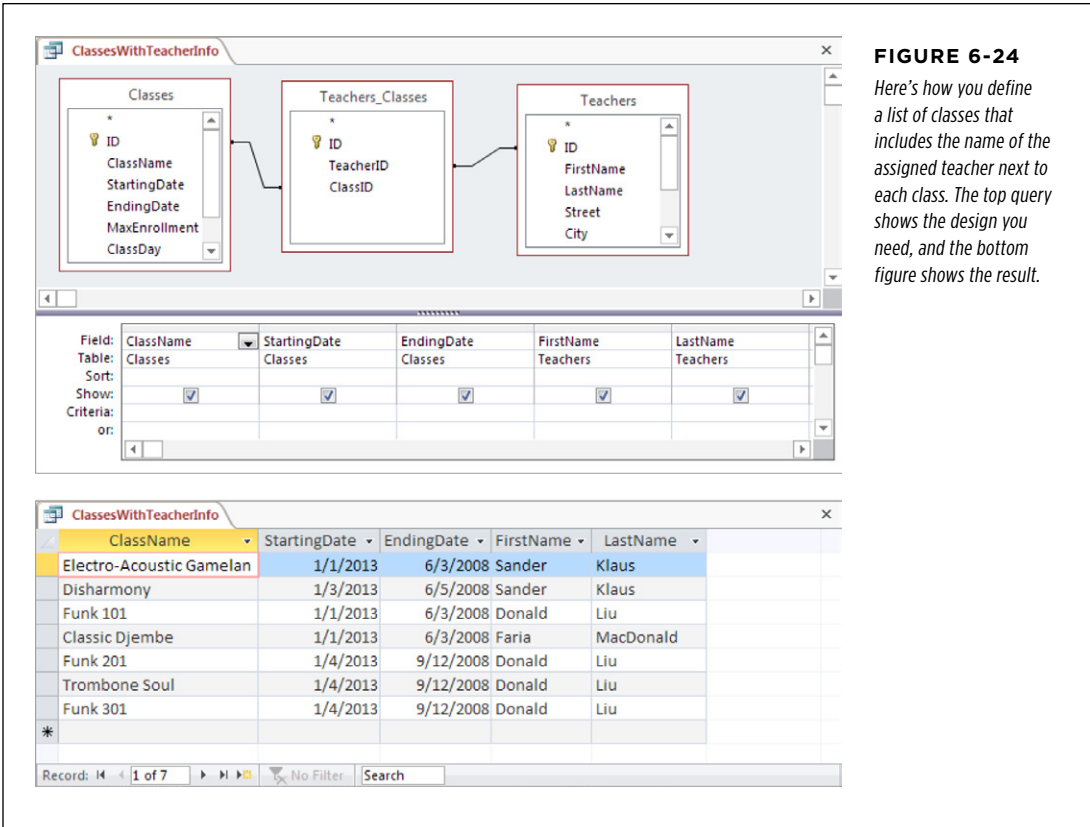 ClassesWithTeacherInfo
Classes
*
ID
ClassName
StartingDate
EndingDate
MaxEnrollment
ClassDay
Teachers_Classes
*
ID
TeacherID
ClassID
Teachers
*
ID
FirstName
LastName
Street
City
Field: ClassName StartingDate EndingDate FirstName LastName
Table: Classes Classes Classes Teachers Teachers
Sort:
Show:
Criteria:
or:
ClassesWithTeacherInfo
ClassName StartingDate EndingDate FirstName LastName
Electro-Acoustic Gamelan 1/1/2013 6/3/2008 Sander Klaus
Disharmony 1/3/2013 6/5/2008 Sander Klaus
Funk 101 1/1/2013 6/3/2008 Donald Liu
Classic Djembe 1/1/2013 6/3/2008 Faria MacDonald
Funk 201 1/4/2013 9/12/2008 Donald Liu
Trombone Soul 1/4/2013 9/12/2008 Donald Liu
Funk 301 1/4/2013 9/12/2008 Donald Liu
*
Record: 1 of 7 No Filter Search
FIGURE 6-24
Here's how you define
a list of classes that
includes the name of the
assigned teacher next to
each class. The top query
shows the design you
need, and the bottom
figure shows the result.